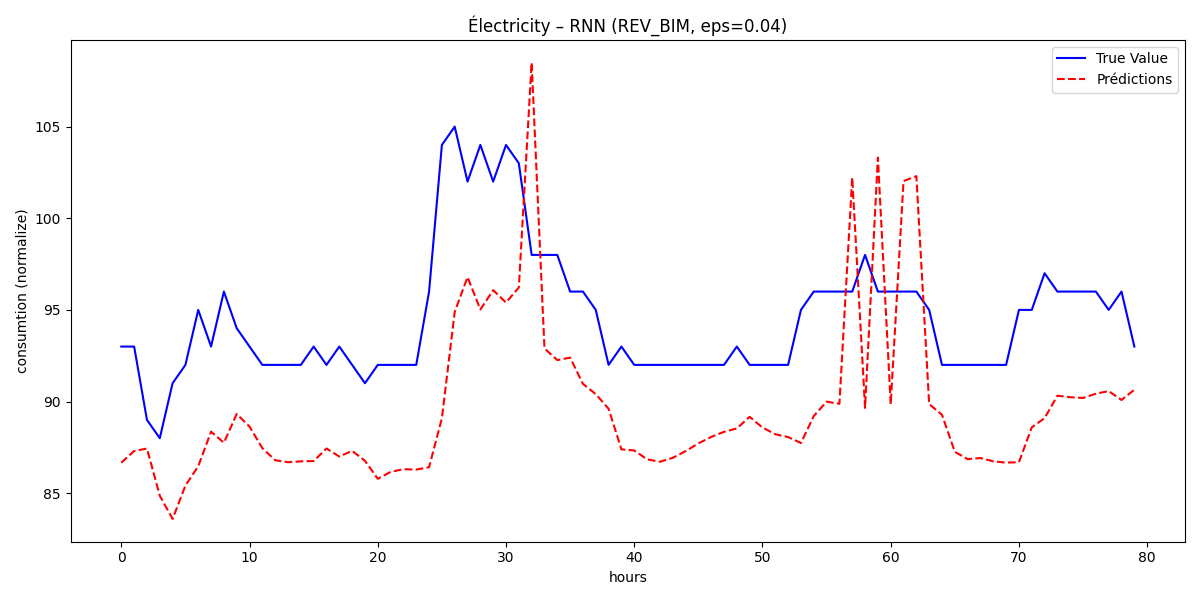 Électricity – RNN (REV_BIM, eps=0.04)
True Value
Prédictions
consumtion (normalize)
105
100
95
90
85
0 10 20 30 40 50 60 70 80
hours